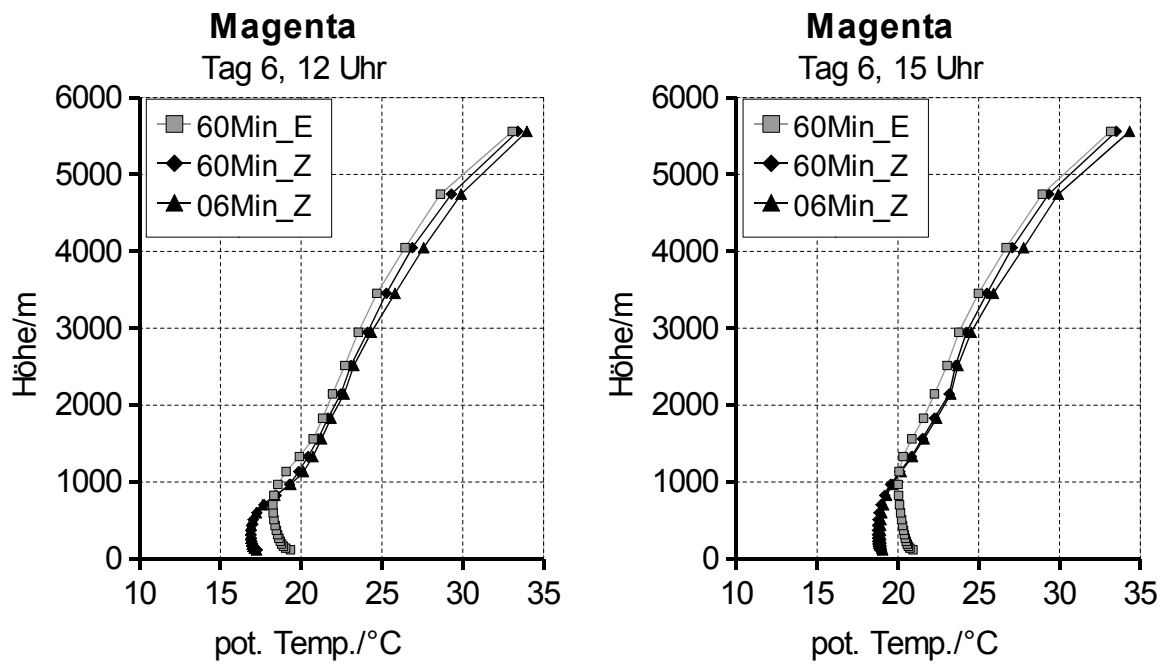 Magenta
Tag 6, 12 Uhr
6000
5000
4000
3000
2000
1000
0
Höhe/m
60Min_E
60Min_Z
06Min_Z
10 15 20 25 30 35
pot. Temp./°C
Magenta
Tag 6, 15 Uhr
6000
5000
4000
3000
2000
1000
0
Höhe/m
60Min_E
60Min_Z
06Min_Z
10 15 20 25 30 35
pot. Temp./°C